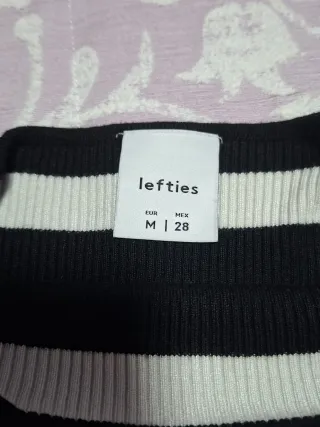 lefties
EUR MEX
M | 28